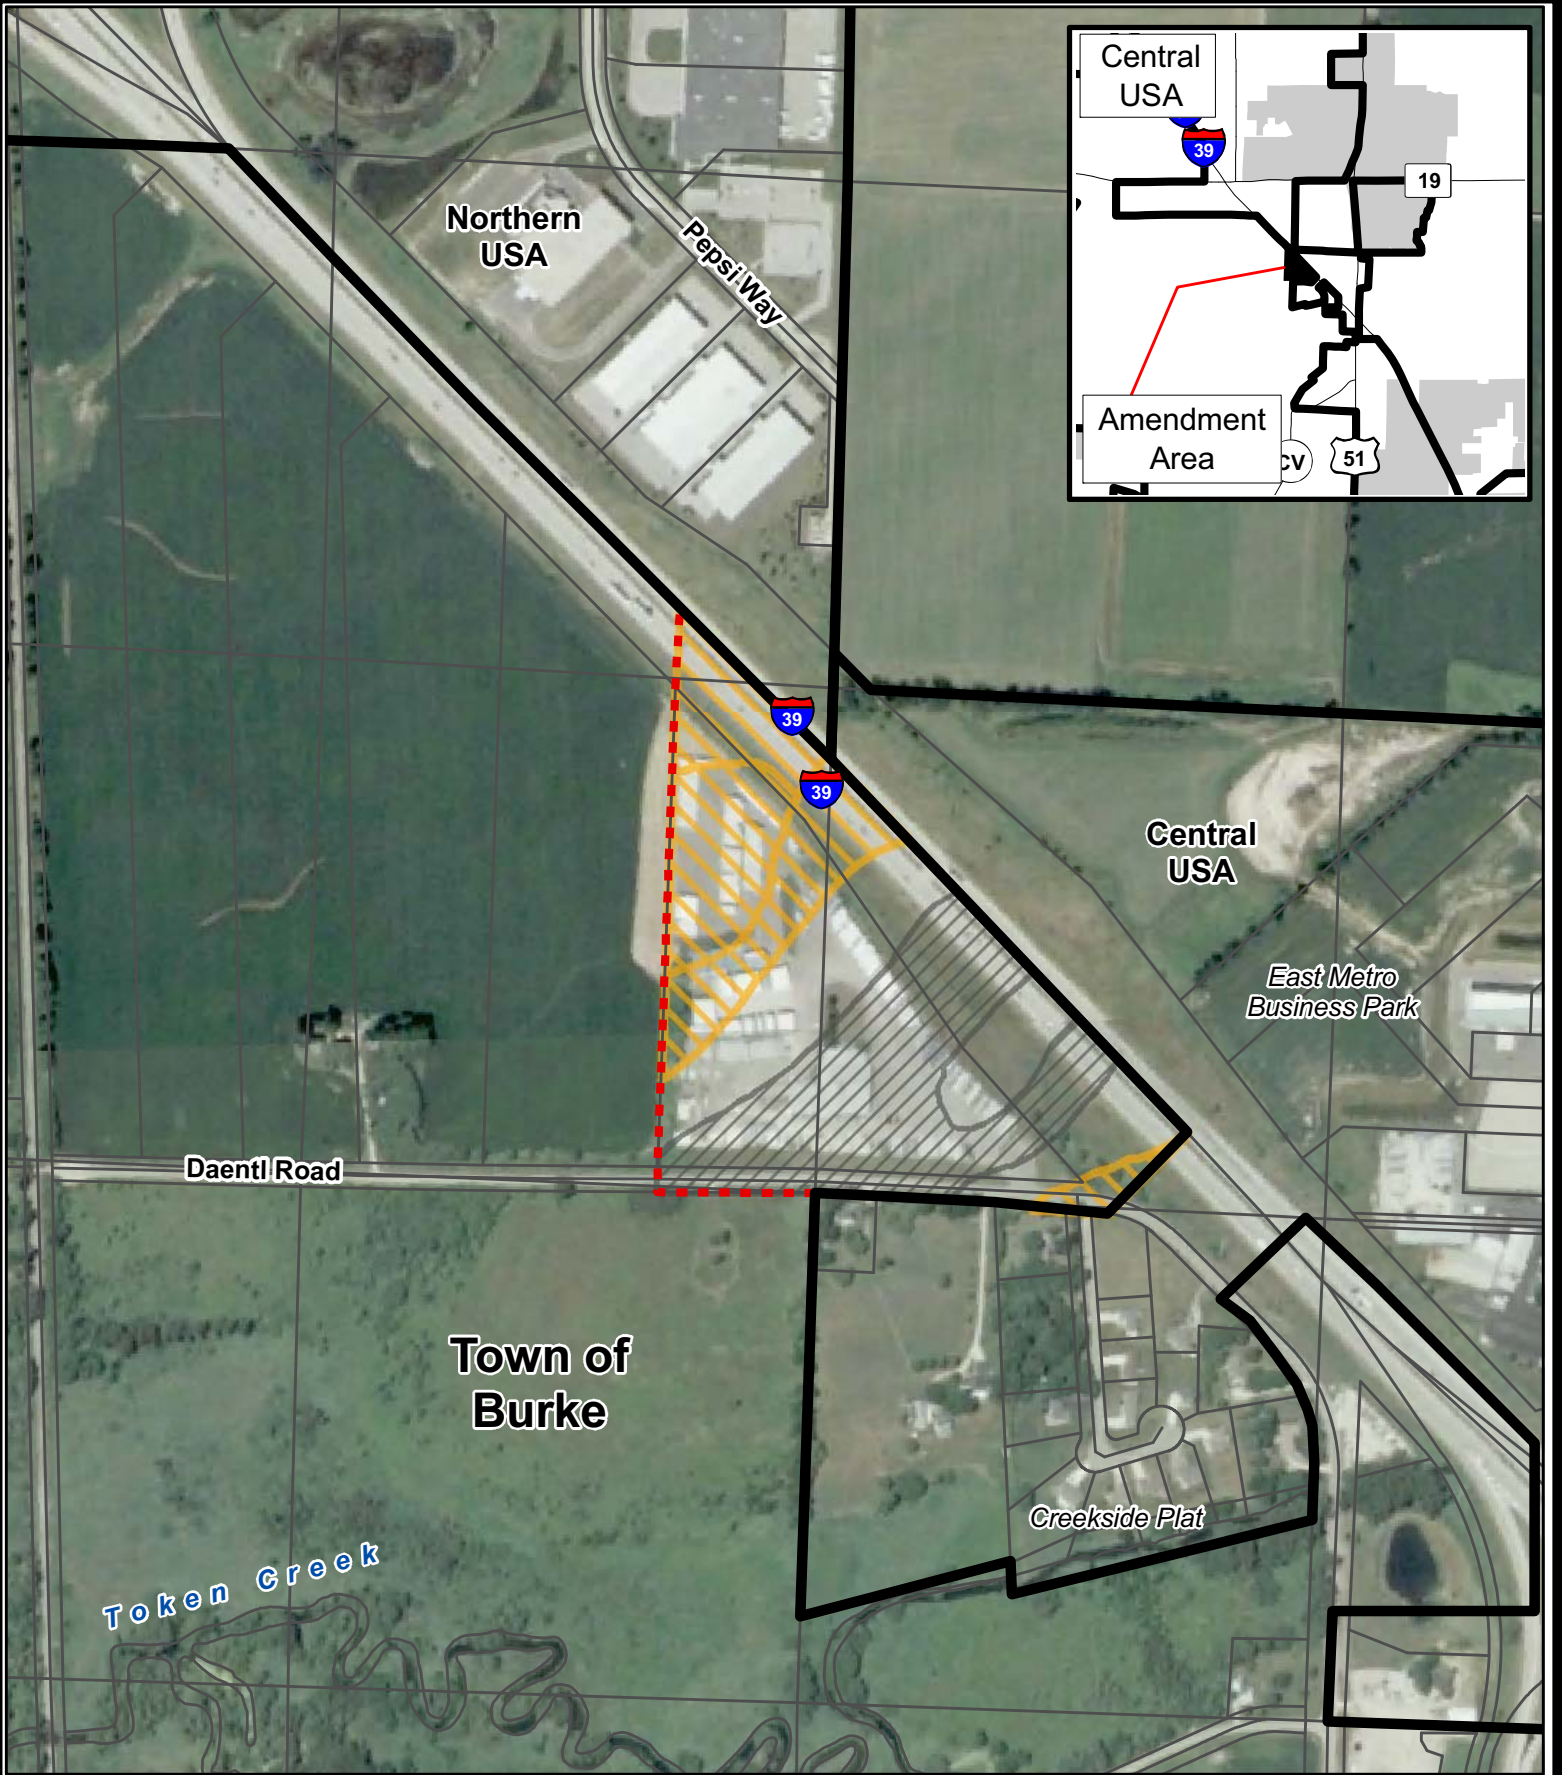 Central
USA
39
19
Amendment
Area
CV
51
Northern
USA
Pepsi Way
39
39
Central
USA
East Metro
Business Park
Daentl Road
Town of
Burke
Creekside Plat
Token Creek